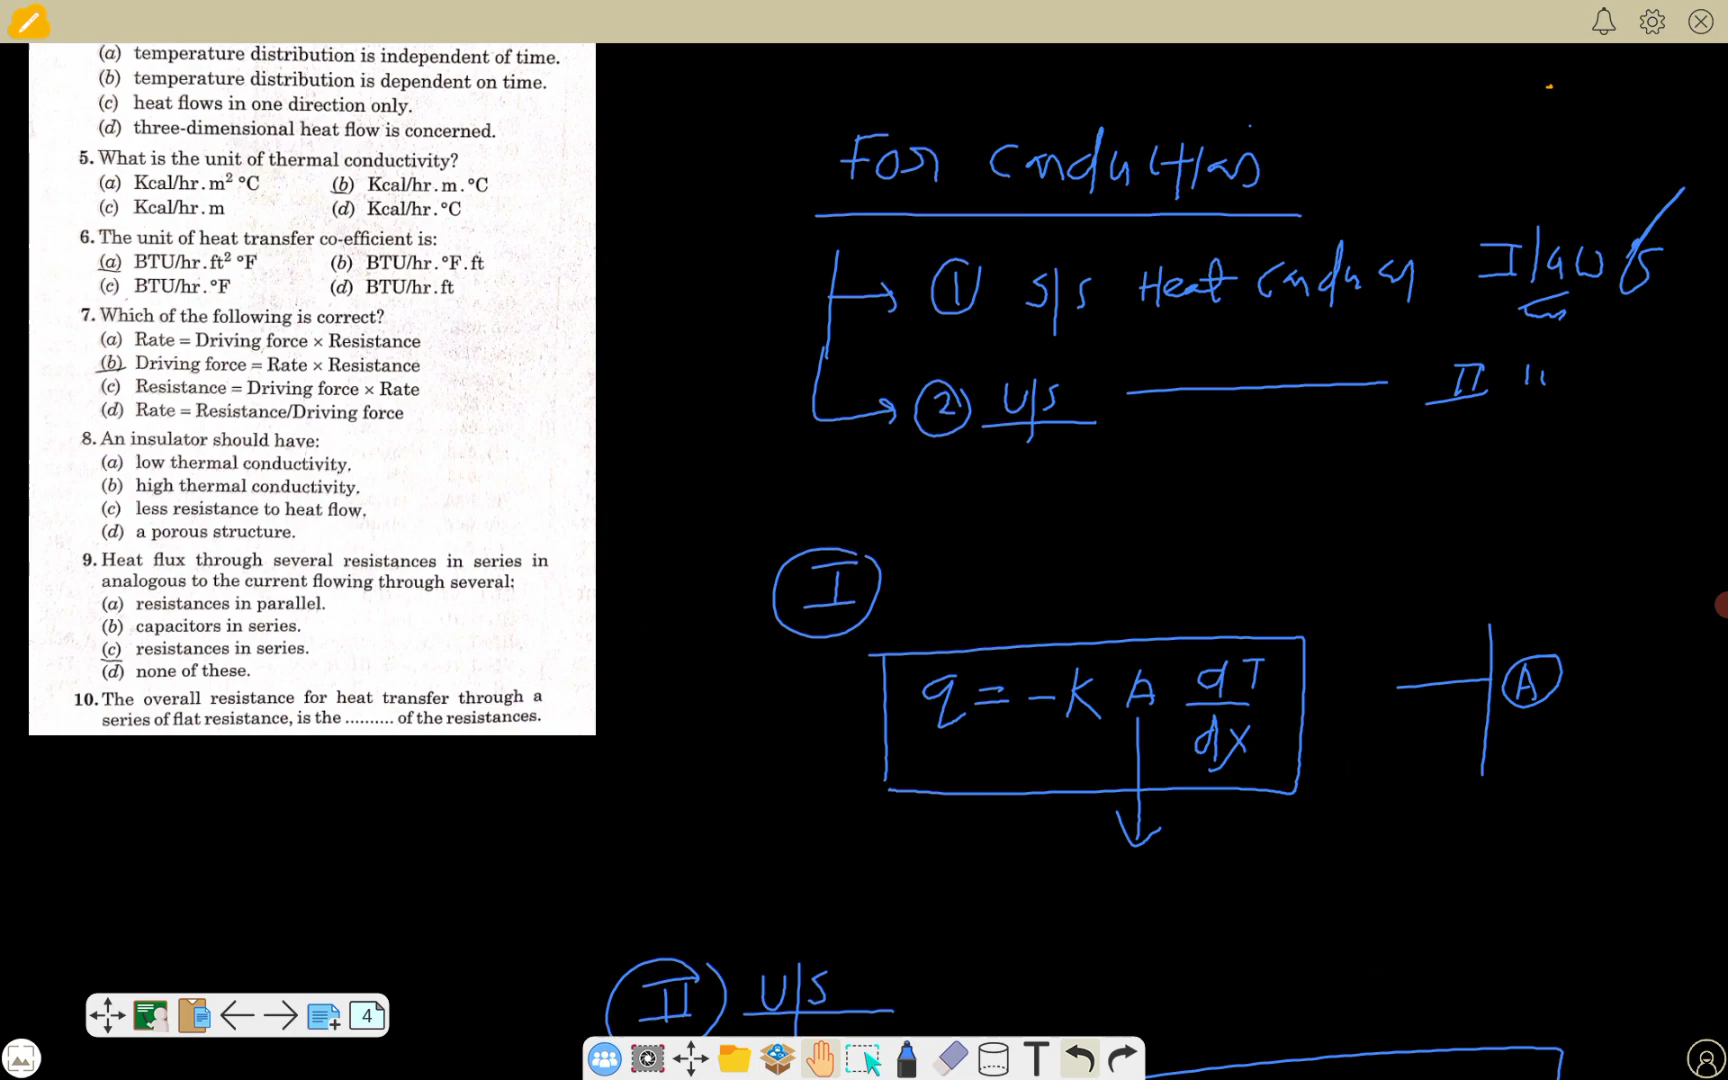 (a) temperature distribution is independent of time.
(b) temperature distribution is dependent on time.
(c) heat flows in one direction only.
(d) three-dimensional heat flow is concerned.
5. What is the unit of thermal conductivity?
(a) Kcal/hr.m² °C (b) Kcal/hr.m.°C
(c) Kcal/hr.m (d) Kcal/hr.°C
6. The unit of heat transfer co-efficient is:
(a) BTU/hr.ft² °F (b) BTU/hr.°F.ft
(c) BTU/hr.°F (d) BTU/hr.ft
7. Which of the following is correct?
(a) Rate = Driving force × Resistance
(b) Driving force = Rate × Resistance
(c) Resistance = Driving force × Rate
(d) Rate = Resistance/Driving force
8. An insulator should have:
(a) low thermal conductivity.
(b) high thermal conductivity.
(c) less resistance to heat flow.
(d) a porous structure.
9. Heat flux through several resistances in series in
analogous to the current flowing through several:
(a) resistances in parallel.
(b) capacitors in series.
(c) resistances in series.
(d) none of these.
10. The overall resistance for heat transfer through a
series of flat resistance, is the .......... of the resistances.
For
① S/S Heat I law
② U/S II "
I
q = -K A dT/dx
A
II U/S
4
T